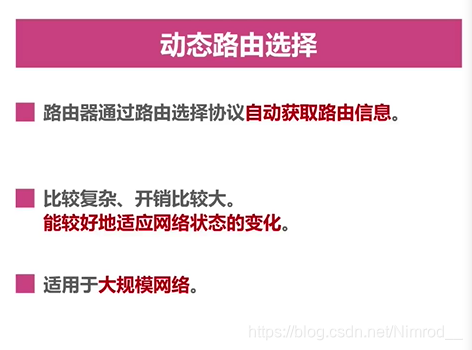 动态路由选择
路由器通过路由选择协议自动获取路由信息。
比较复杂、开销比较大。
能较好地适应网络状态的变化。
适用于大规模网络。
https://blog.csdn.net/Nimrod__